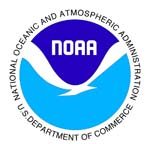 NATIONAL OCEANIC AND ATMOSPHERIC ADMINISTRATION
NOAA
U.S. DEPARTMENT OF COMMERCE